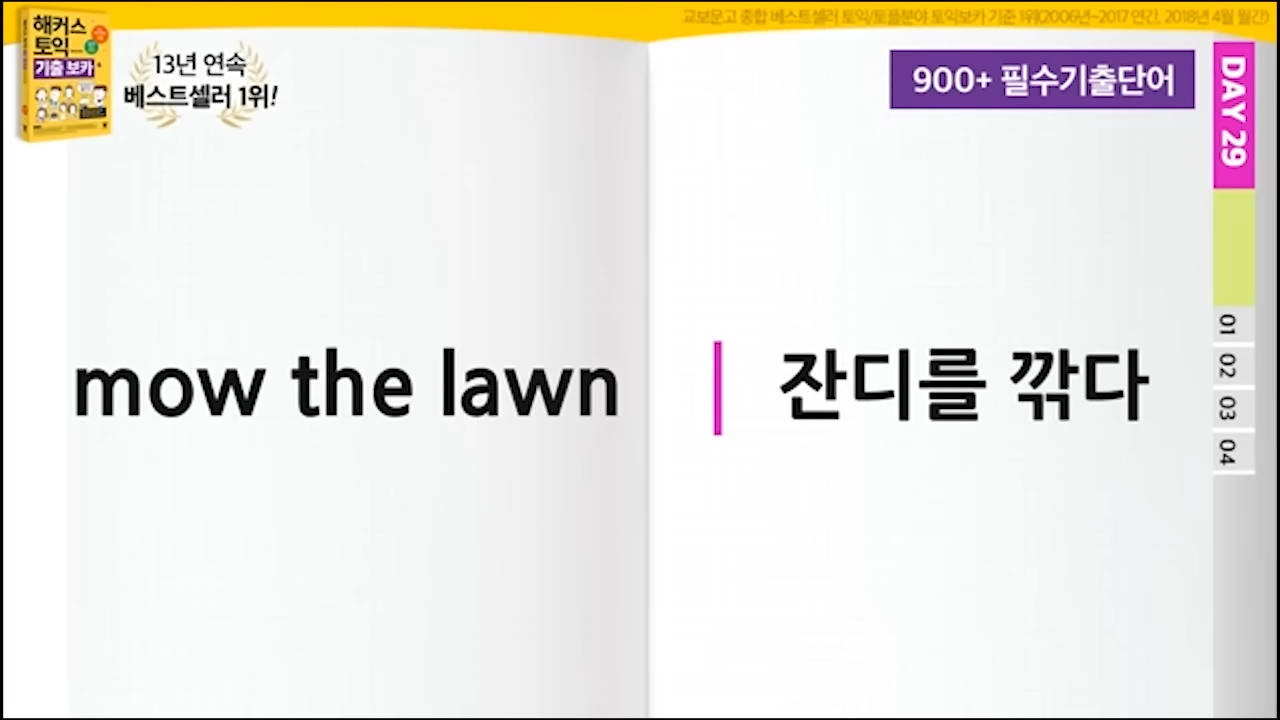 교보문고 종합 베스트셀러 토익/토플분야 토익보카 기준 1위(2006년~2017 연간, 2018년 4월 월간)
해커스
토익
기출 보카
13년 연속
베스트셀러 1위!
900+ 필수기출단어
DAY 29
mow the lawn
잔디를 깎다
01
02
03
04